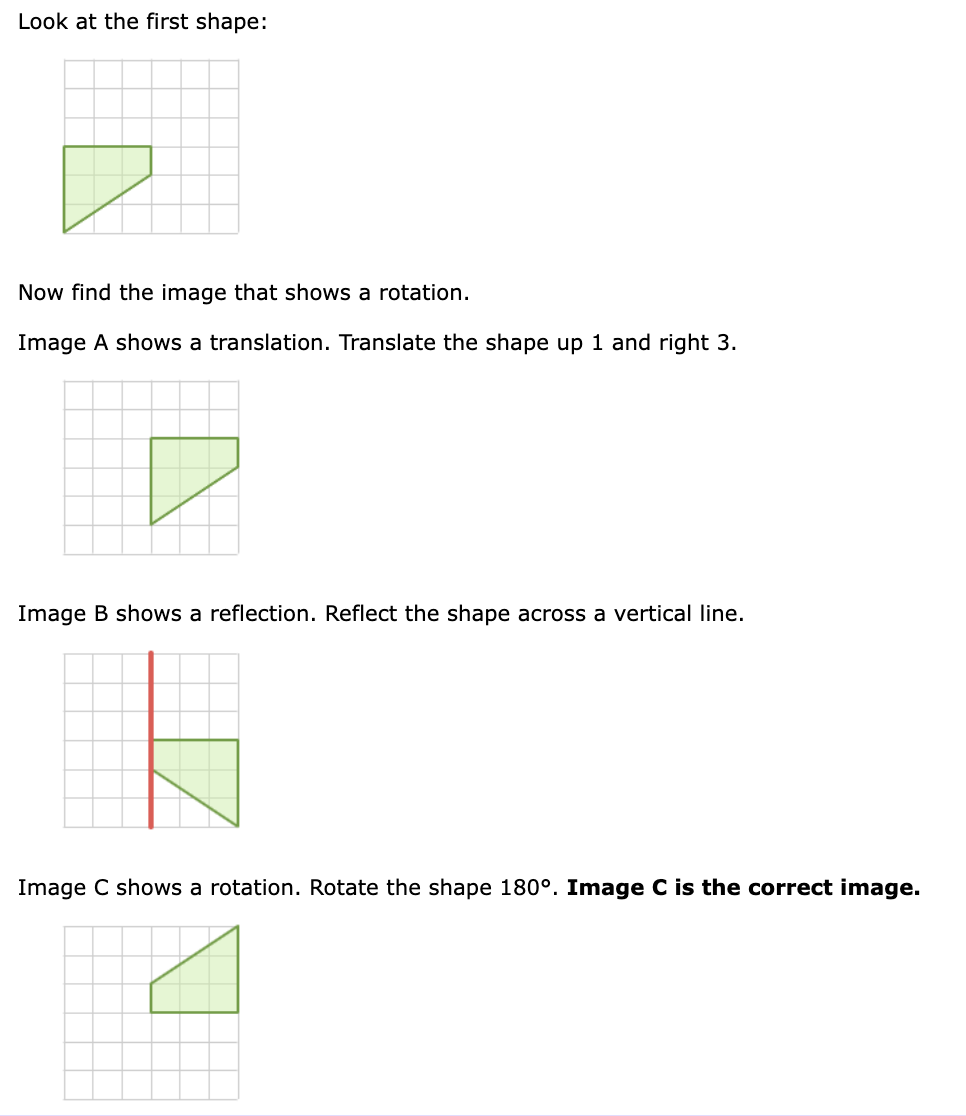 Look at the first shape:
Now find the image that shows a rotation.
Image A shows a translation. Translate the shape up 1 and right 3.
Image B shows a reflection. Reflect the shape across a vertical line.
Image C shows a rotation. Rotate the shape 180°. Image C is the correct image.